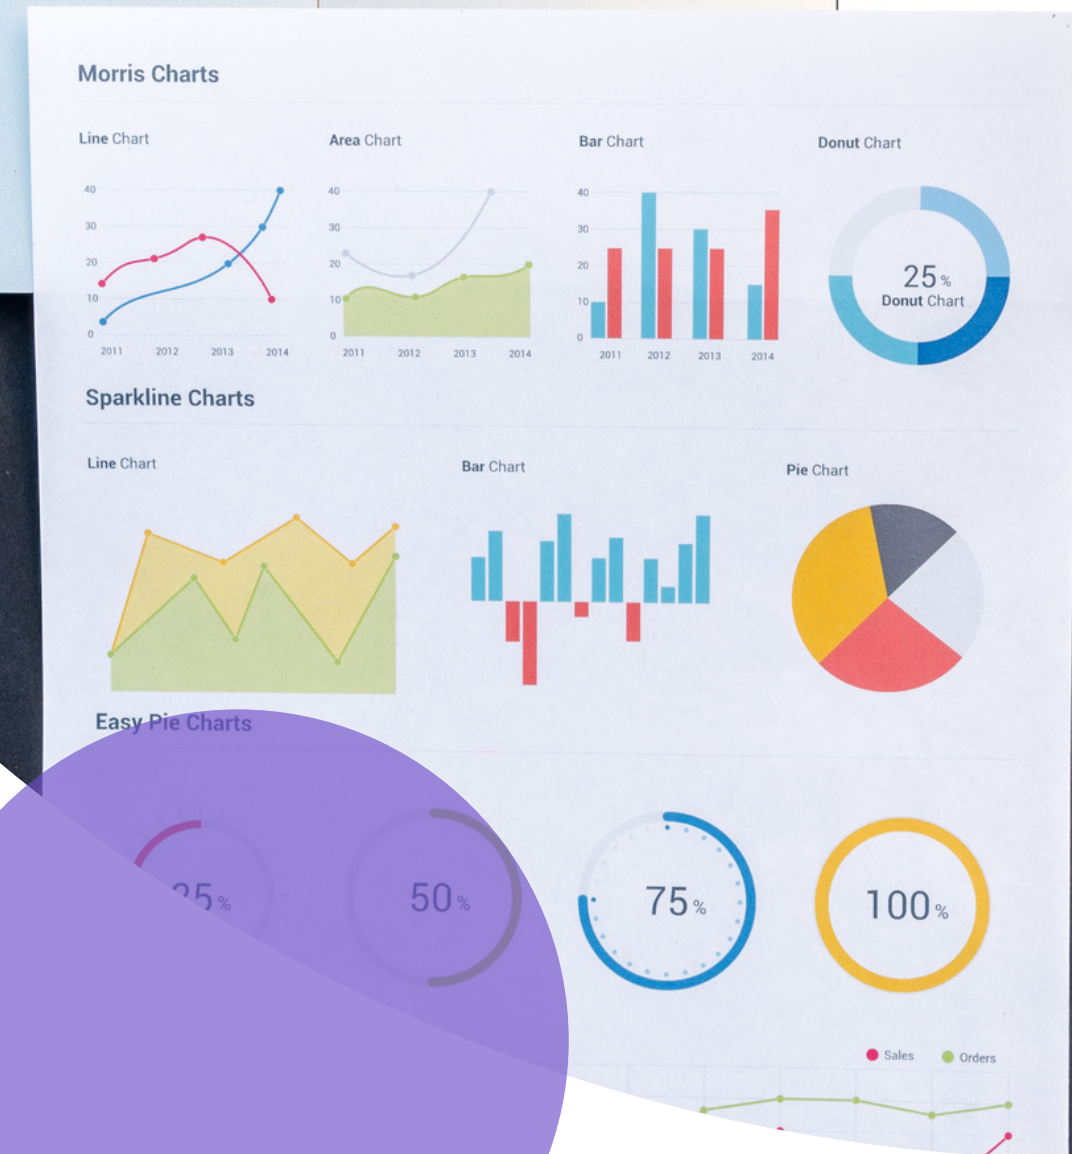 Morris Charts
Line Chart
Area Chart
Bar Chart
Donut Chart
40
30
20
10
0
2011 2012 2013 2014
40
30
20
10
0
2011 2012 2013 2014
40
30
20
10
0
2011 2012 2013 2014
25 %
Donut Chart
Sparkline Charts
Line Chart
Bar Chart
Pie Chart
Easy Pie Charts
25 %
50 %
75 %
100 %
Sales
Orders